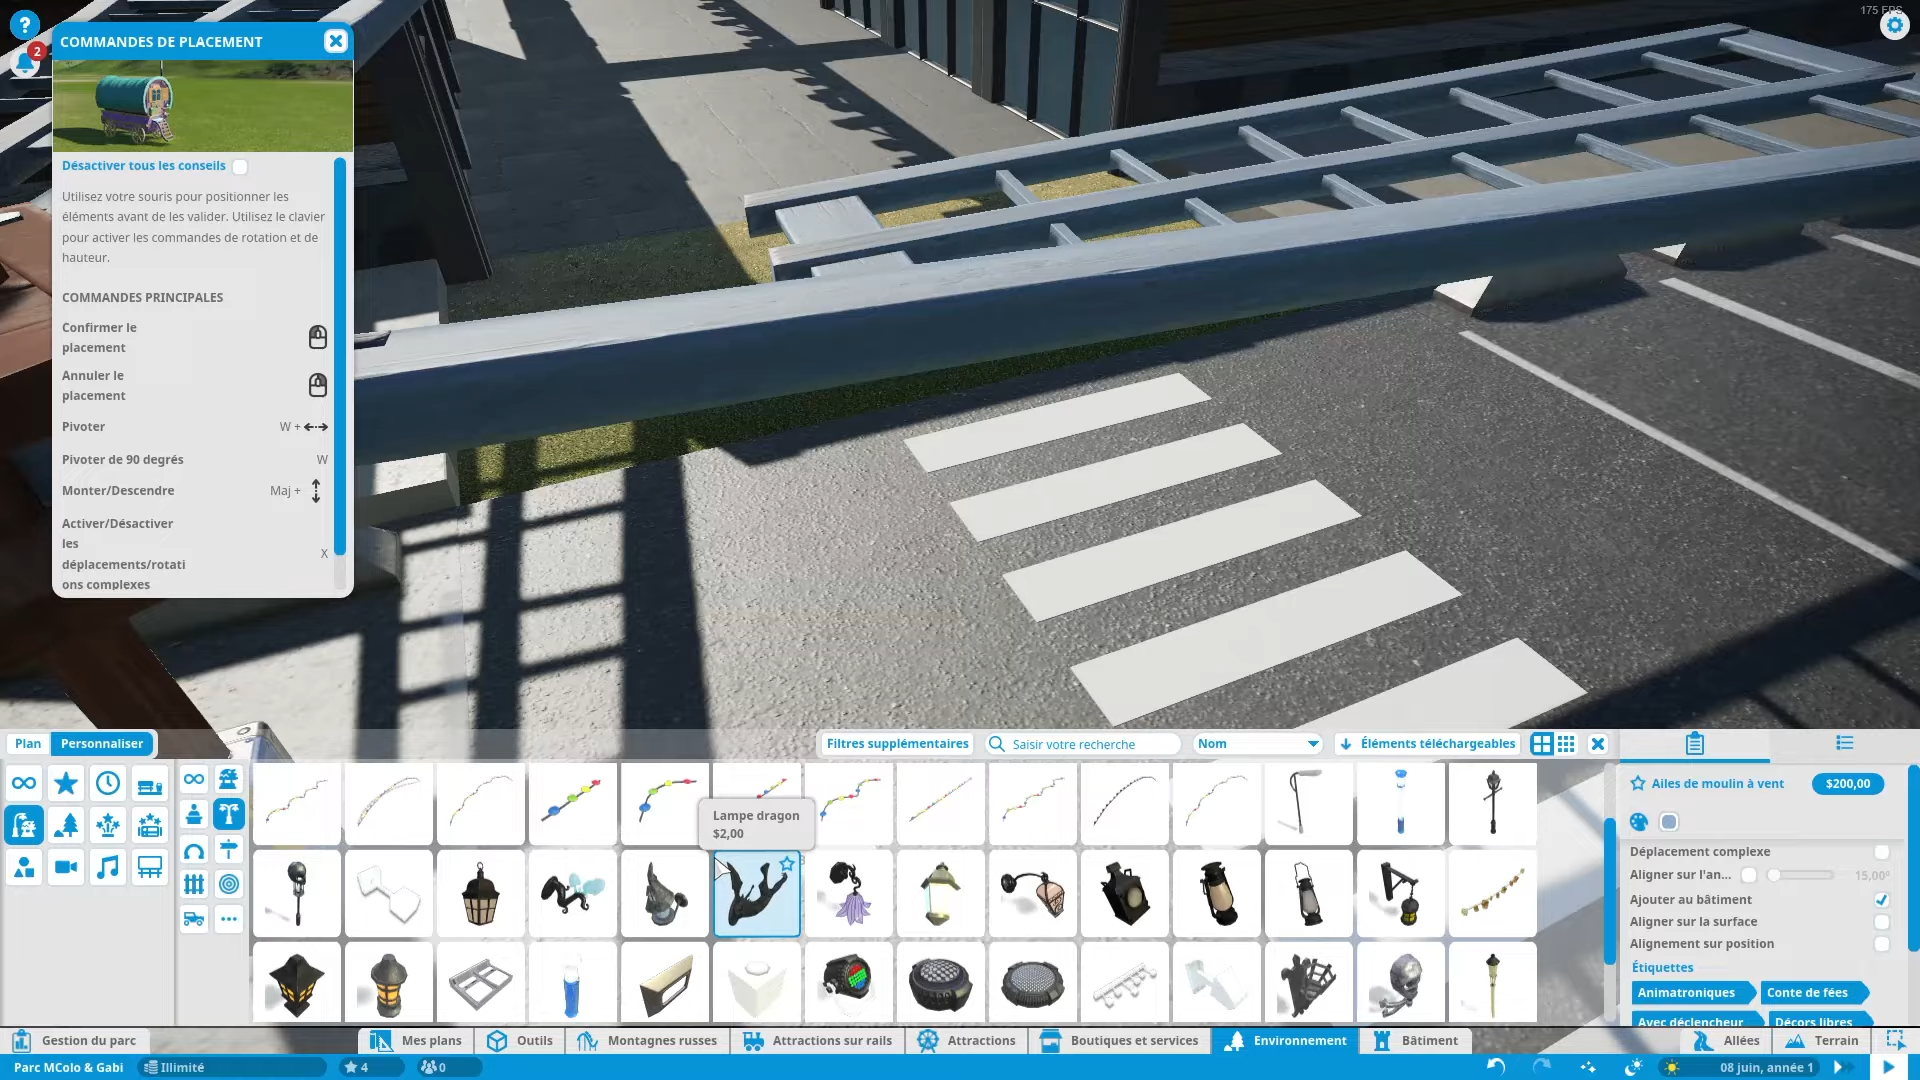 175 FPS
?
2
COMMANDES DE PLACEMENT
Désactiver tous les conseils
Utilisez votre souris pour positionner les
éléments avant de les valider. Utilisez le clavier
pour activer les commandes de rotation et de
hauteur.
COMMANDES PRINCIPALES
Confirmer le
placement
Annuler le
placement
Pivoter W +
Pivoter de 90 degrés W
Monter/Descendre Maj +
Activer/Désactiver
les
déplacements/rotati
ons complexes
X
Plan Personnaliser
Filtres supplémentaires
Saisir votre recherche
Nom
Éléments téléchargeables
Lampe dragon
$2,00
Ailes de moulin à vent $200,00
Déplacement complexe
Aligner sur l'an... 15,00°
Ajouter au bâtiment
Aligner sur la surface
Alignement sur position
Étiquettes
Animatroniques Conte de fées
Avec déclencheur Décors libres
Gestion du parc
Mes plans
Outils
Montagnes russes
Attractions sur rails
Attractions
Boutiques et services
Environnement
Bâtiment
Allées
Terrain
Parc MColo & Gabi
Illimité
4
0
08 juin, année 1